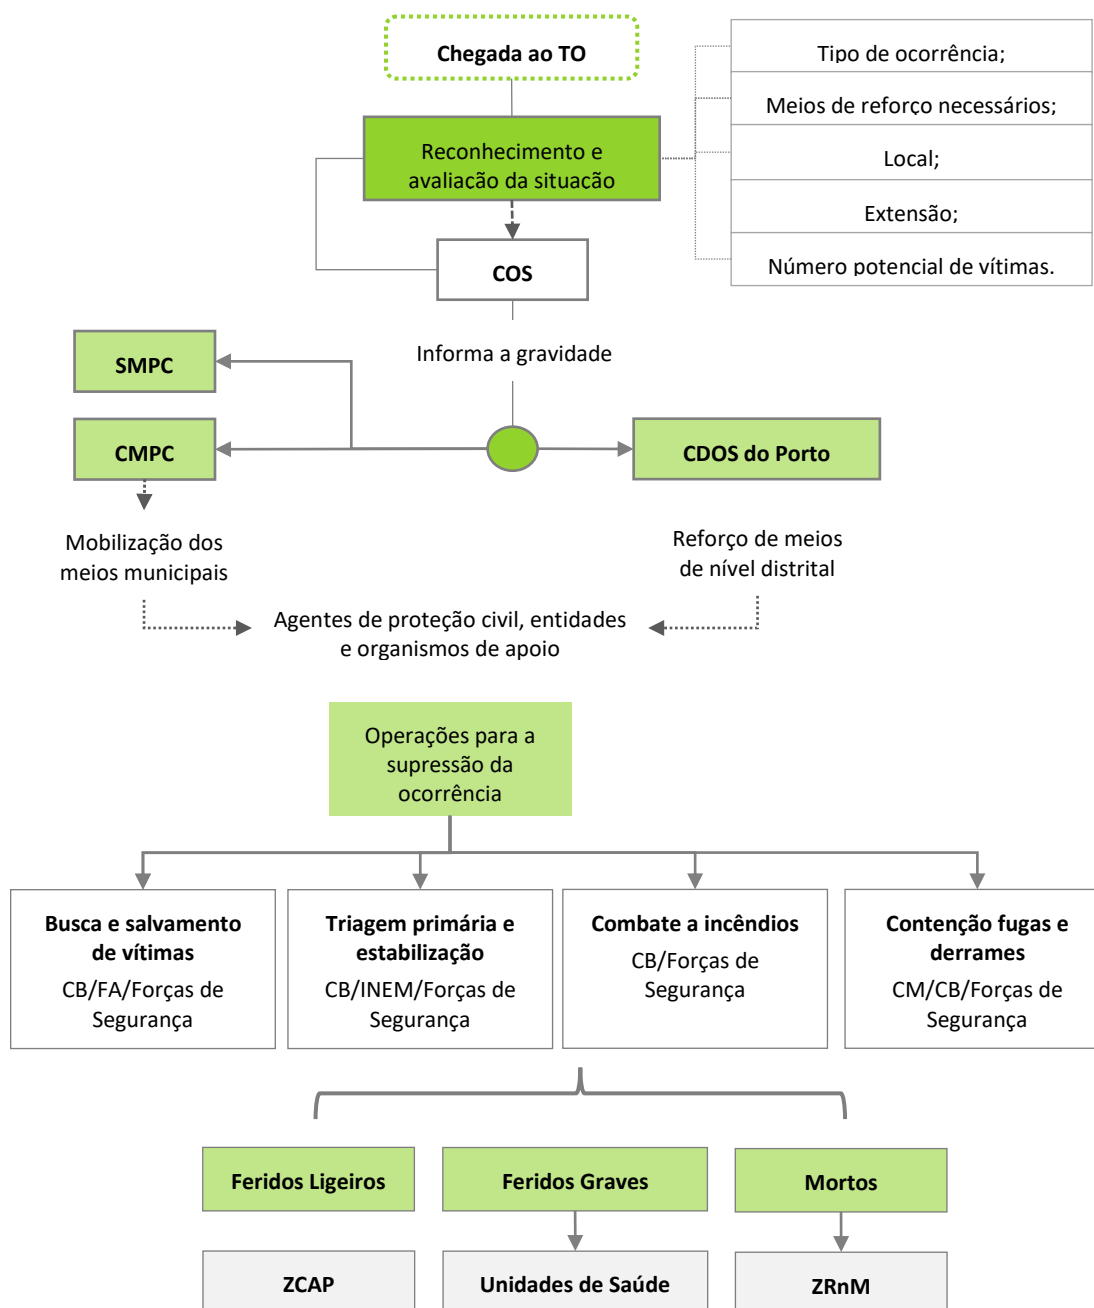 Chegada ao TO
Tipo de ocorrência;
Meios de reforço necessários;
Reconhecimento e
avaliação da situação
Local;
Extensão;
COS
Número potencial de vítimas.
Informa a gravidade
SMPC
CMPC
CDOS do Porto
Mobilização dos
meios municipais
Reforço de meios
de nível distrital
Agentes de proteção civil, entidades
e organismos de apoio
Operações para a
supressão da
ocorrência
Busca e salvamento
de vítimas
CB/FA/Forças de
Segurança
Triagem primária e
estabilização
CB/INEM/Forças de
Segurança
Combate a incêndios
CB/Forças de
Segurança
Contenção fugas e
derrames
CM/CB/Forças de
Segurança
Feridos Ligeiros
Feridos Graves
Mortos
ZCAP
Unidades de Saúde
ZRnM